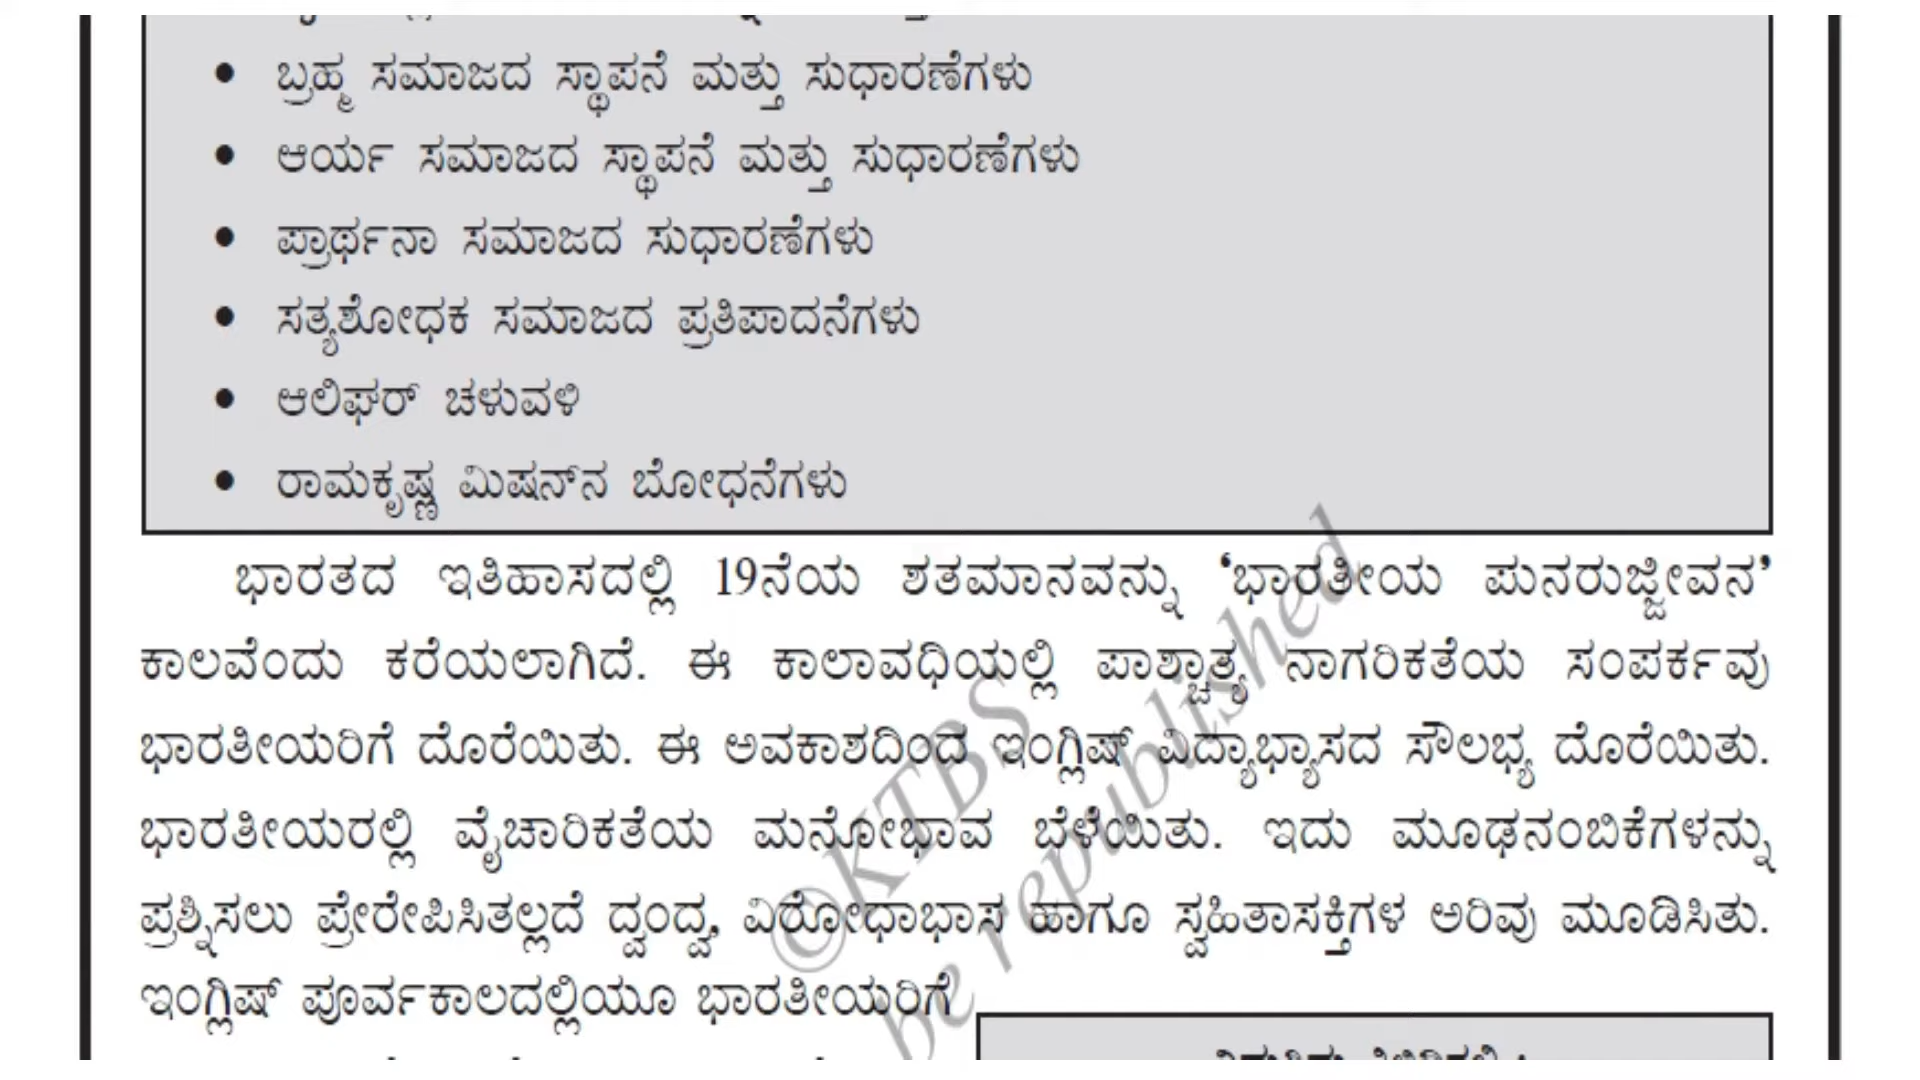 • ಬ್ರಹ್ಮ ಸಮಾಜದ ಸ್ಥಾಪನೆ ಮತ್ತು ಸುಧಾರಣೆಗಳು
• ಆರ್ಯ ಸಮಾಜದ ಸ್ಥಾಪನೆ ಮತ್ತು ಸುಧಾರಣೆಗಳು
• ಪ್ರಾರ್ಥನಾ ಸಮಾಜದ ಸುಧಾರಣೆಗಳು
• ಸತ್ಯಶೋಧಕ ಸಮಾಜದ ಪ್ರತಿಪಾದನೆಗಳು
• ಆಲಿಘರ್ ಚಳುವಳಿ
• ರಾಮಕೃಷ್ಣ ಮಿಷನ್‌ನ ಬೋಧನೆಗಳು
ಭಾರತದ ಇತಿಹಾಸದಲ್ಲಿ 19ನೆಯ ಶತಮಾನವನ್ನು ‘ಭಾರತೀಯ ಪುನರುಜ್ಜೀವನ’
ಕಾಲವೆಂದು ಕರೆಯಲಾಗಿದೆ. ಈ ಕಾಲಾವಧಿಯಲ್ಲಿ ಪಾಶ್ಚಾತ್ಯ ನಾಗರಿಕತೆಯ ಸಂಪರ್ಕವು
ಭಾರತೀಯರಿಗೆ ದೊರೆಯಿತು. ಈ ಅವಕಾಶದಿಂದ ಇಂಗ್ಲಿಷ್ ವಿದ್ಯಾಭ್ಯಾಸದ ಸೌಲಭ್ಯ ದೊರೆಯಿತು.
ಭಾರತೀಯರಲ್ಲಿ ವೈಚಾರಿಕತೆಯ ಮನೋಭಾವ ಬೆಳೆಯಿತು. ಇದು ಮೂಢನಂಬಿಕೆಗಳನ್ನು
ಪ್ರಶ್ನಿಸಲು ಪ್ರೇರೇಪಿಸಿತಲ್ಲದೆ ದ್ವಂದ್ವ, ವಿರೋಧಾಭಾಸ ಹಾಗೂ ಸ್ವಹಿತಾಸಕ್ತಿಗಳ ಅರಿವು ಮೂಡಿಸಿತು.
ಇಂಗ್ಲಿಷ್ ಪೂರ್ವಕಾಲದಲ್ಲಿಯೂ ಭಾರತೀಯರಿಗೆ
©KTBS
be republished